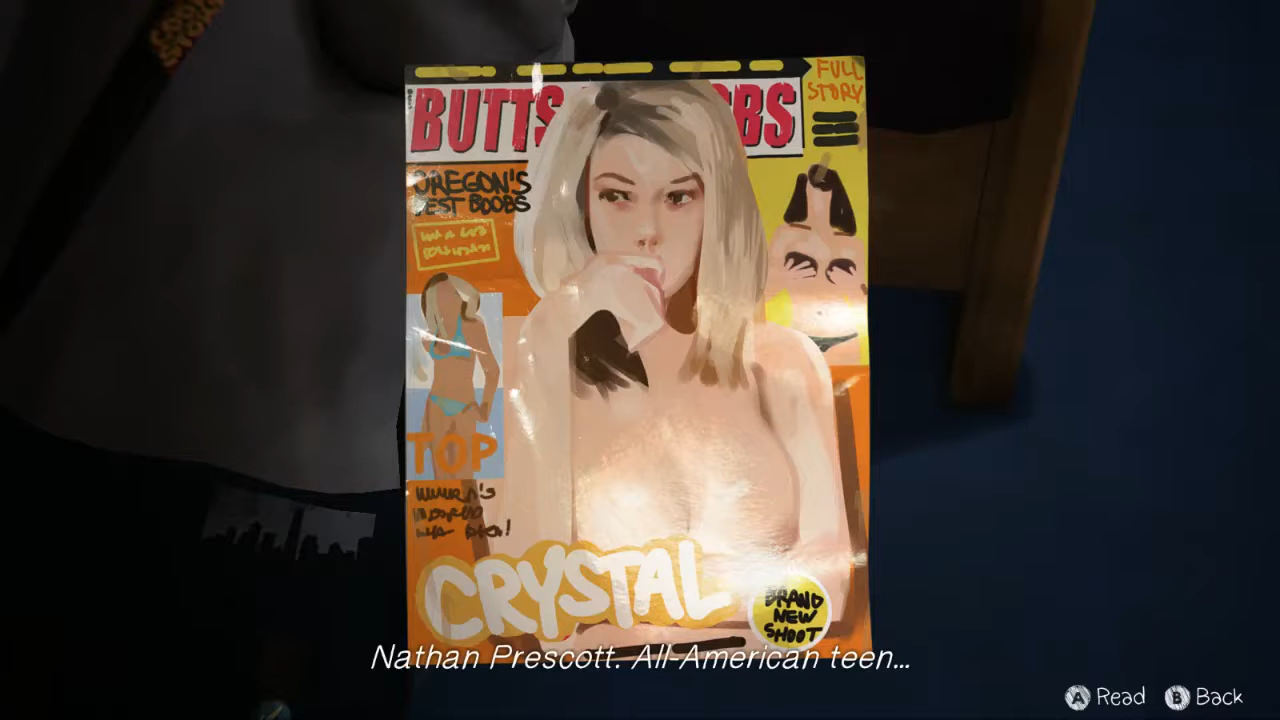 FULL
STORY
BUTTS BS
OREGON'S
BEST BOOBS
TOP
CRYSTAL
BRAND
NEW
SHOOT
Nathan Prescott. All-American teen...
A Read B Back